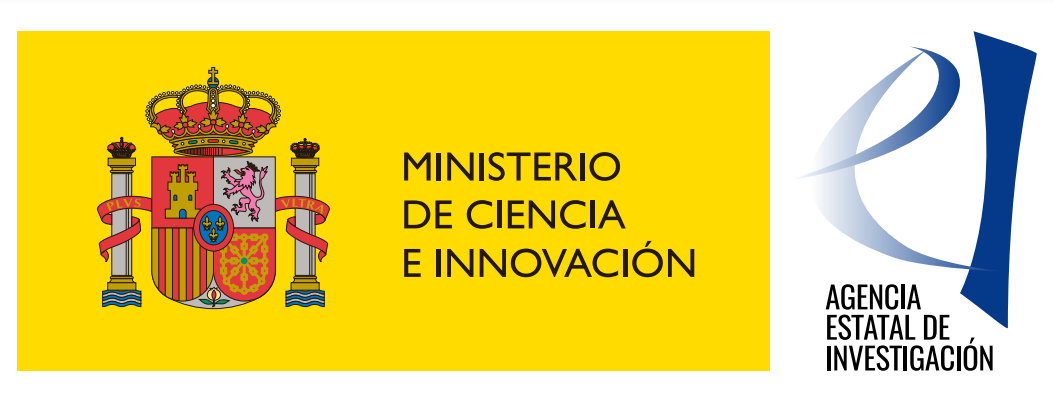 PLVS
VLTRA
MINISTERIO
DE CIENCIA
E INNOVACIÓN
AGENCIA
ESTATAL DE
INVESTIGACIÓN